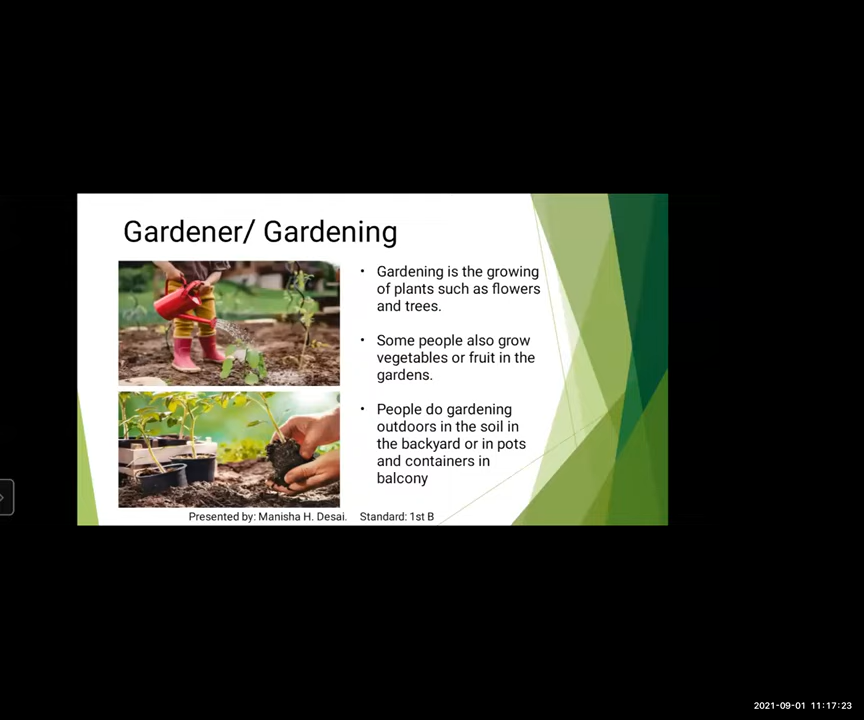 Gardener/ Gardening
• Gardening is the growing
of plants such as flowers
and trees.
• Some people also grow
vegetables or fruit in the
gardens.
• People do gardening
outdoors in the soil in
the backyard or in pots
and containers in
balcony
Presented by: Manisha H. Desai. Standard: 1st B
2021-09-01 11:17:23